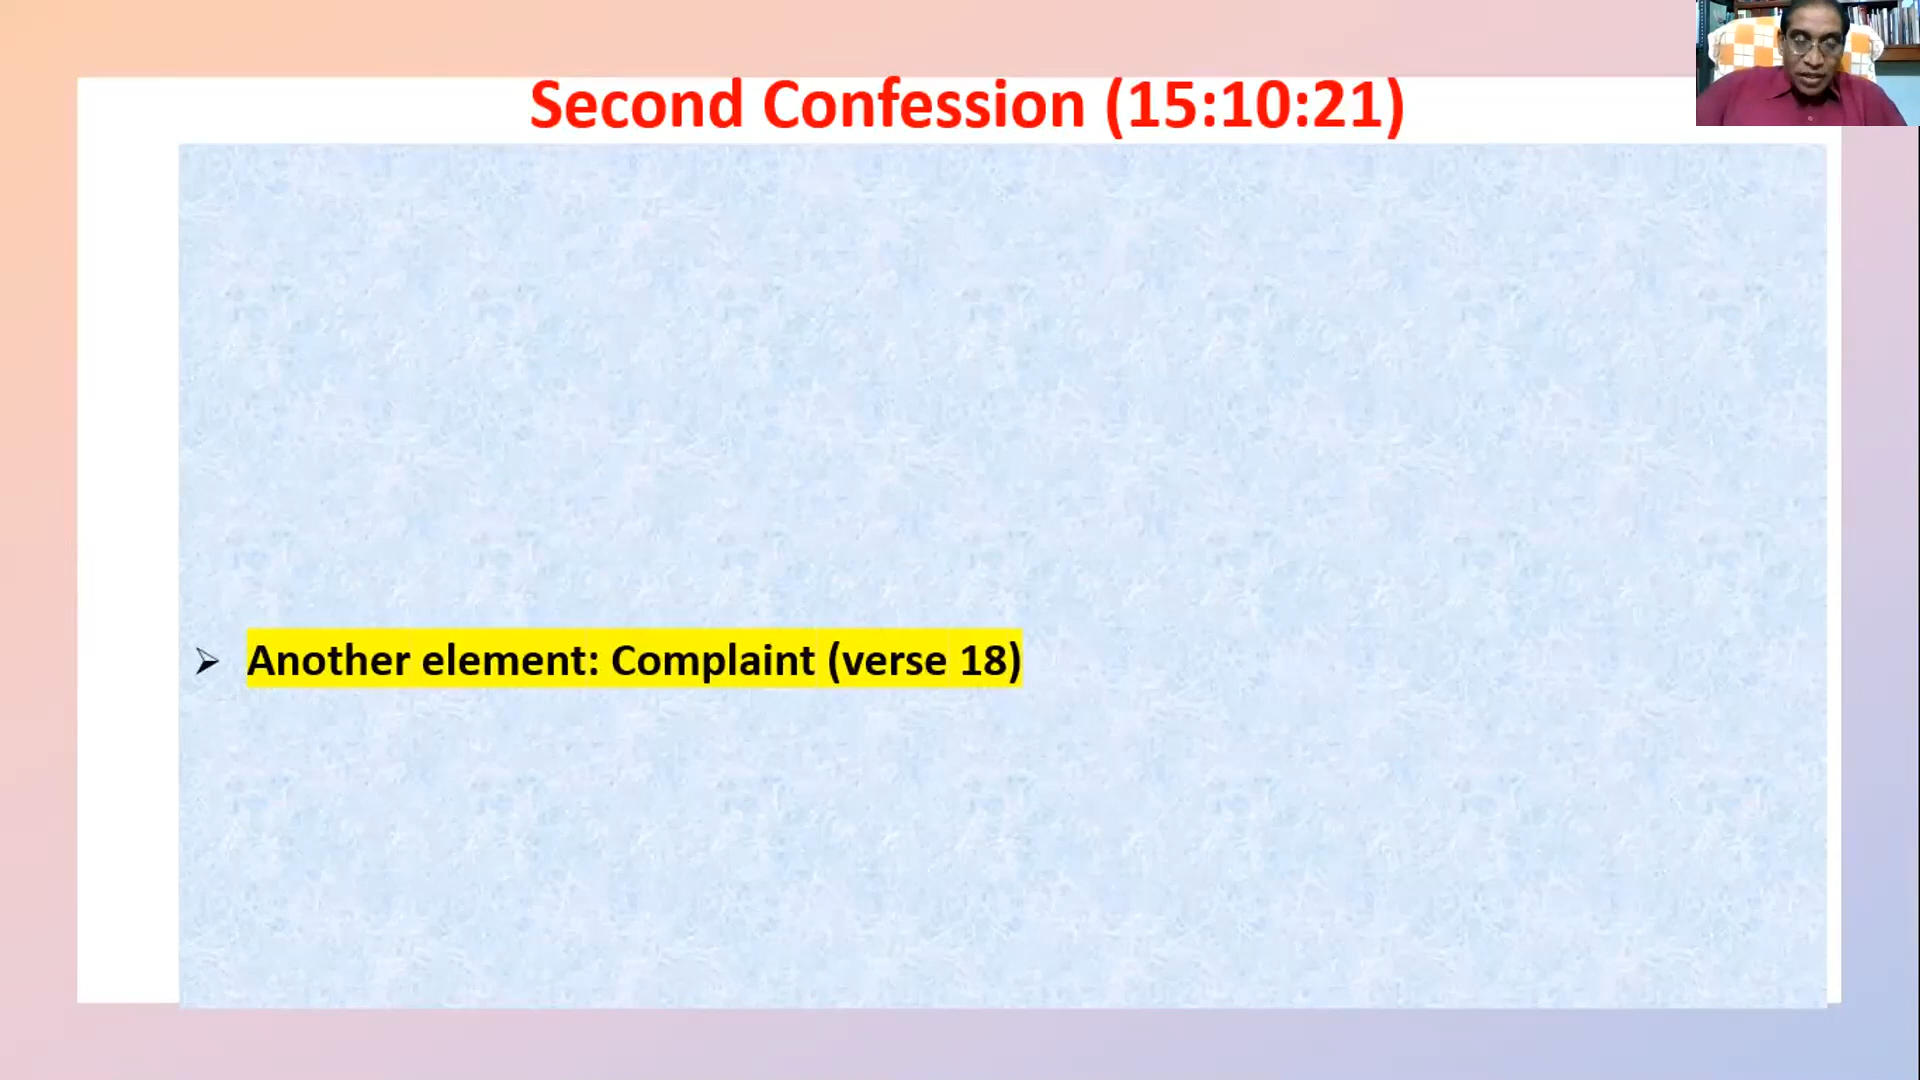 Second Confession (15:10:21)
Another element: Complaint (verse 18)